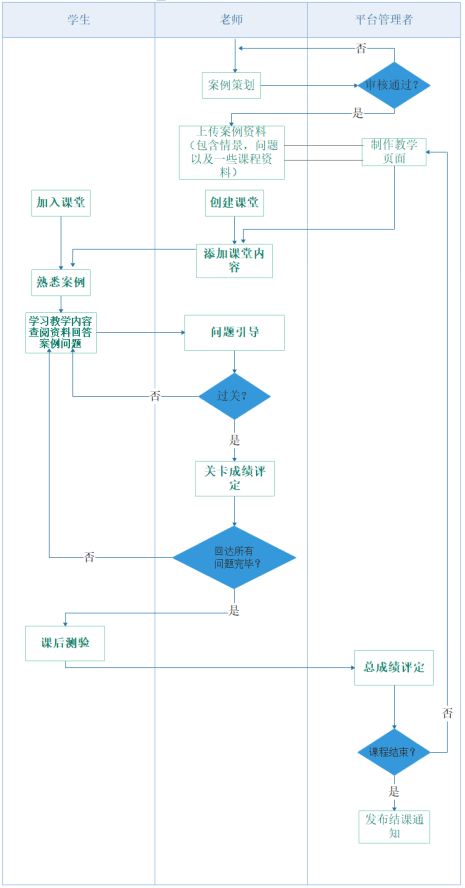 学生
老师
平台管理者
否
案例策划
审核通过？
是
上传案例资料
（包含情景，问题
以及一些课程资
料）
制作教学
页面
加入课堂
创建课堂
添加课堂内
容
熟悉案例
学习教学内容
查阅资料回答
案例问题
问题引导
否
过关？
是
关卡成绩评
定
否
回达所有
问题完毕？
是
课后测验
总成绩评定
否
课程结束？
是
发布结课通
知